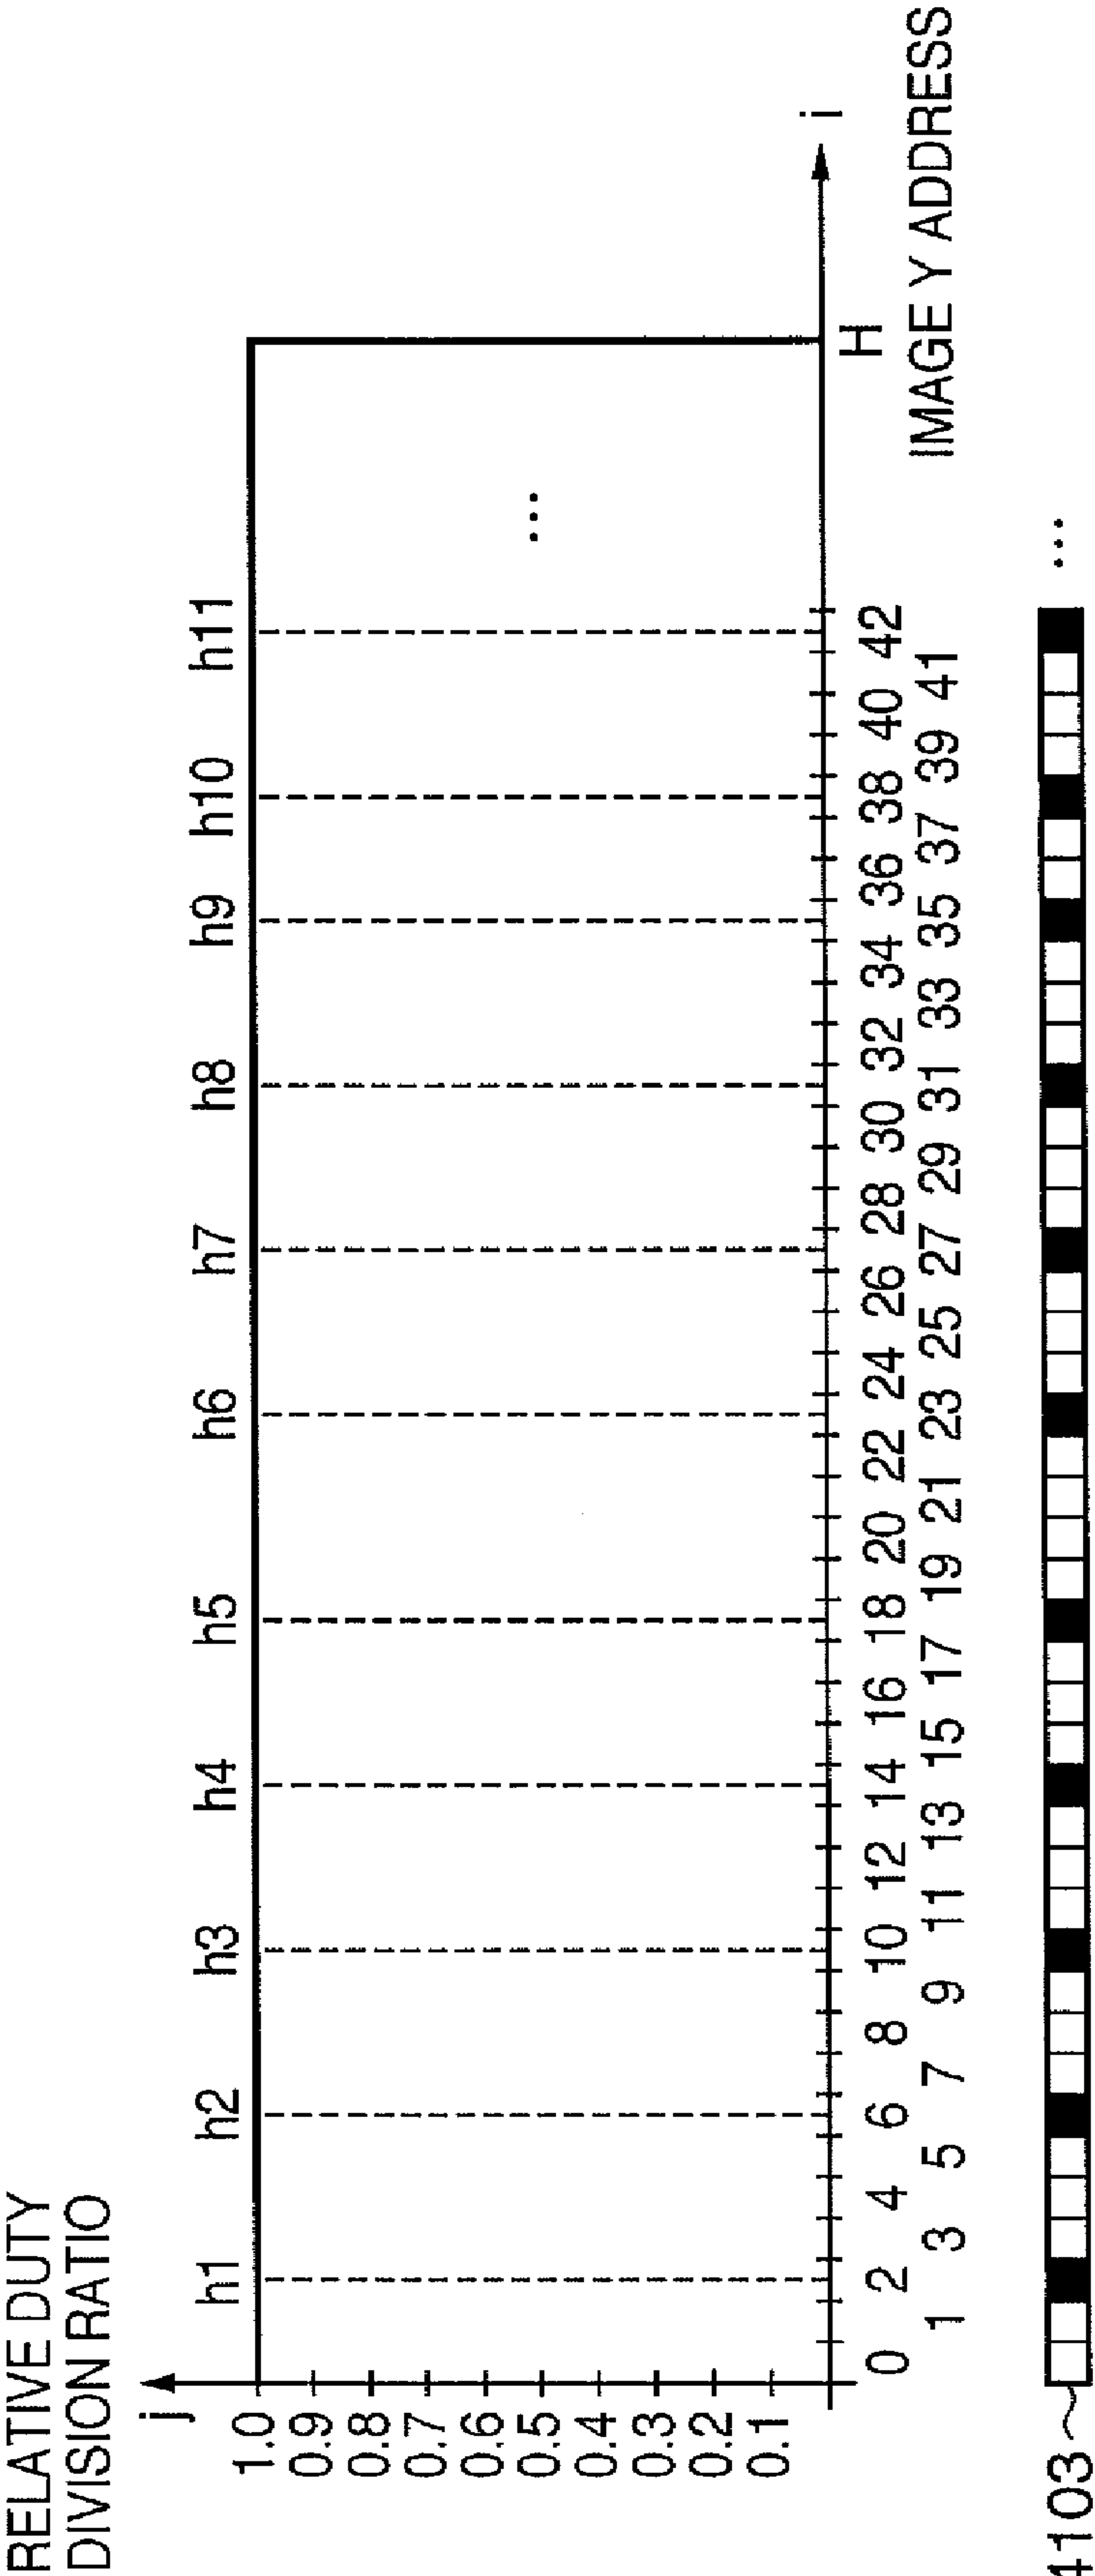 RELATIVE DUTY
DIVISION RATIO
j
h1 h2 h3 h4 h5 h6 h7 h8 h9 h10 h11
1.0
0.9
0.8
0.7
0.6
0.5
0.4
0.3
0.2
0.1
...
i
0 2 4 6 8 10 12 14 16 18 20 22 24 26 28 30 32 34 36 38 40 42 H
1 3 5 7 9 11 13 15 17 19 21 23 25 27 29 31 33 35 37 39 41
IMAGE Y ADDRESS
4103 ...